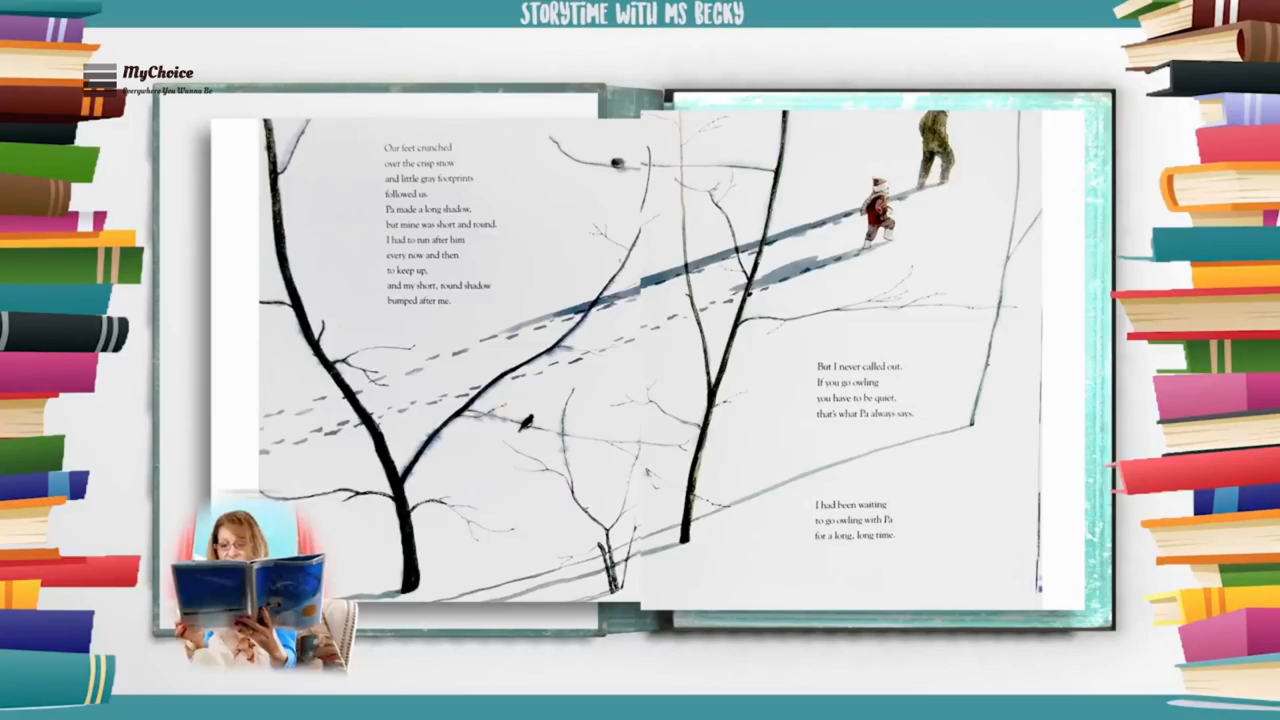 STORYTIME WITH MS BECKY
MyChoice
Everywhere You Wanna Be
Our feet crunched
over the crisp snow
and little gray footprints
followed us.
Pa made a long shadow,
but mine was short and round.
I had to run after him
every now and then
to keep up,
and my short, round shadow
bumped after me.
But I never called out.
If you go owling
you have to be quiet,
that's what Pa always says.
I had been waiting
to go owling with Pa
for a long, long time.